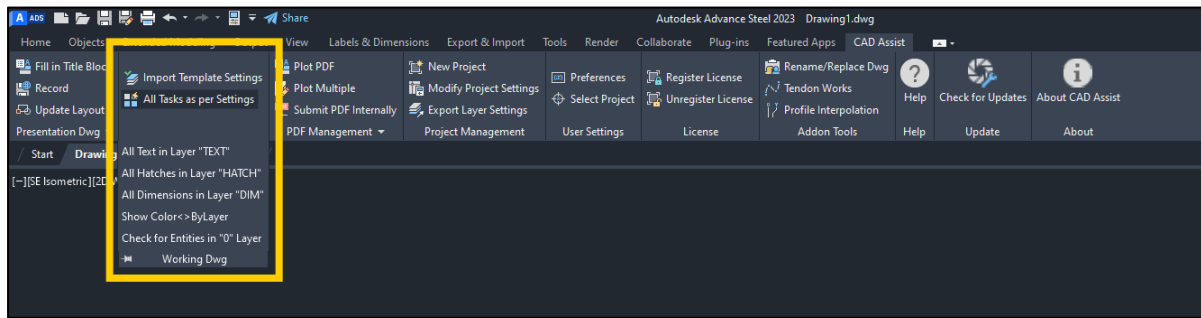 A ADS Share Autodesk Advance Steel 2023 Drawing1.dwg
Home Objects View Labels & Dimensions Export & Import Tools Render Collaborate Plug-ins Featured Apps CAD Assist
Fill in Title Bloc Import Template Settings Plot PDF New Project Preferences Register License Rename/Replace Dwg Help Check for Updates About CAD Assist
Record All Tasks as per Settings Plot Multiple Modify Project Settings Select Project Unregister License Tendon Works
Update Layout Submit PDF Internally Export Layer Settings Profile Interpolation
Presentation Dwg PDF Management Project Management User Settings License Addon Tools Help Update About
Start Drawing
All Text in Layer "TEXT"
[−][SE Isometric][2D W
All Hatches in Layer "HATCH"
All Dimensions in Layer "DIM"
Show Color<>ByLayer
Check for Entities in "0" Layer
Working Dwg